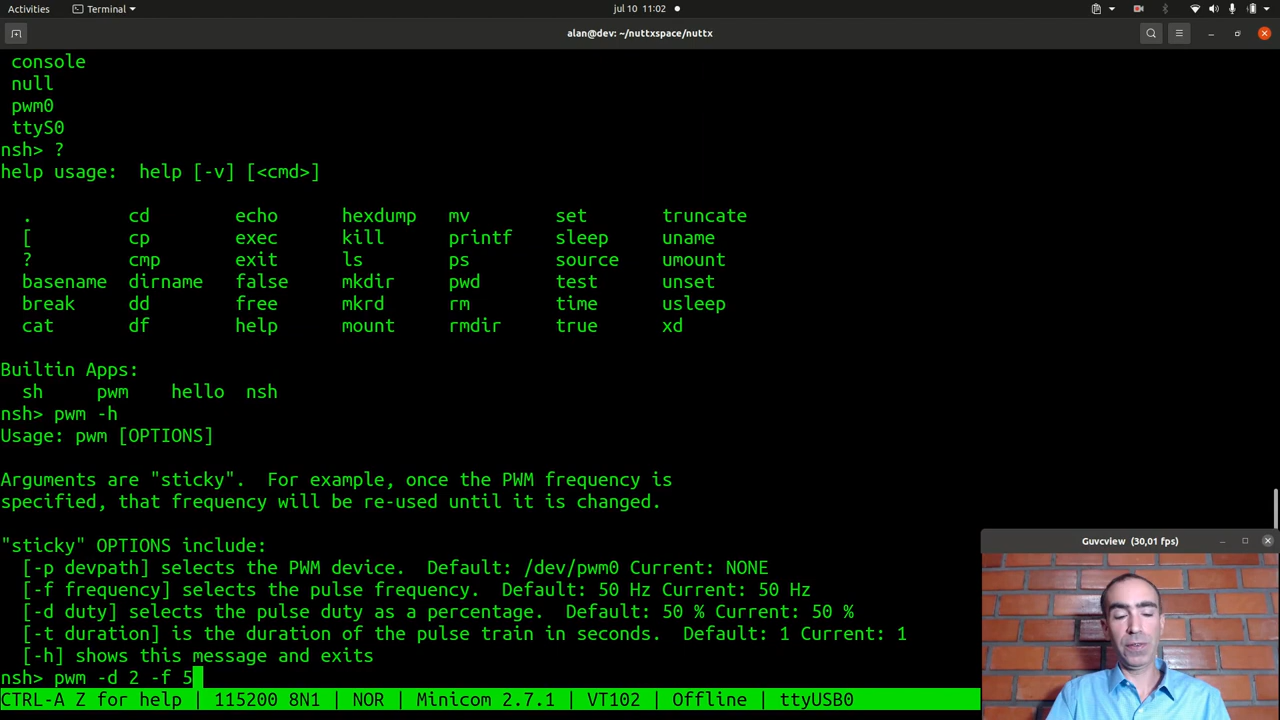 Activities Terminal jul 10 11:02
alan@dev: ~/nuttxspace/nuttx
console
null
pwm0
ttyS0
nsh> ?
help usage:  help [-v] [<cmd>]
. cd echo hexdump mv set truncate
[ cp exec kill printf sleep uname
? cmp exit ls ps source umount
basename dirname false mkdir pwd test unset
break dd free mkrd rm time usleep
cat df help mount rmdir true xd
Builtin Apps:
sh pwm hello nsh
nsh> pwm -h
Usage: pwm [OPTIONS]
Arguments are "sticky".  For example, once the PWM frequency is
specified, that frequency will be re-used until it is changed.
"sticky" OPTIONS include:
[-p devpath] selects the PWM device.  Default: /dev/pwm0 Current: NONE
[-f frequency] selects the pulse frequency.  Default: 50 Hz Current: 50 Hz
[-d duty] selects the pulse duty as a percentage.  Default: 50 % Current: 50 %
[-t duration] is the duration of the pulse train in seconds.  Default: 1 Current: 1
[-h] shows this message and exits
nsh> pwm -d 2 -f 5
CTRL-A Z for help | 115200 8N1 | NOR | Minicom 2.7.1 | VT102 | Offline | ttyUSB0
Guvcview (30,01 fps)